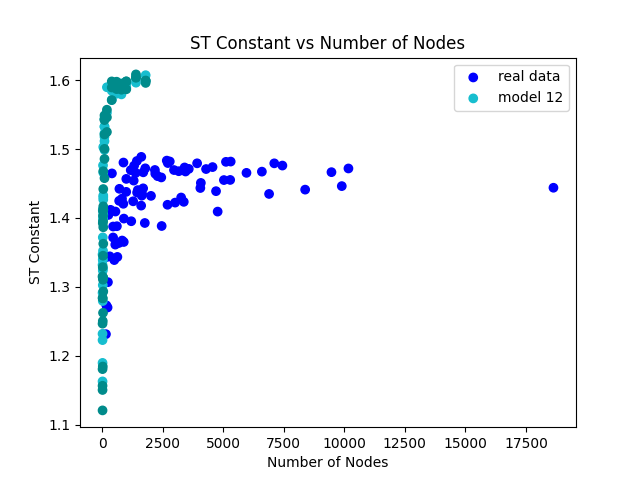 ST Constant vs Number of Nodes
real data
model 12
ST Constant
1.6
1.5
1.4
1.3
1.2
1.1
0 2500 5000 7500 10000 12500 15000 17500
Number of Nodes